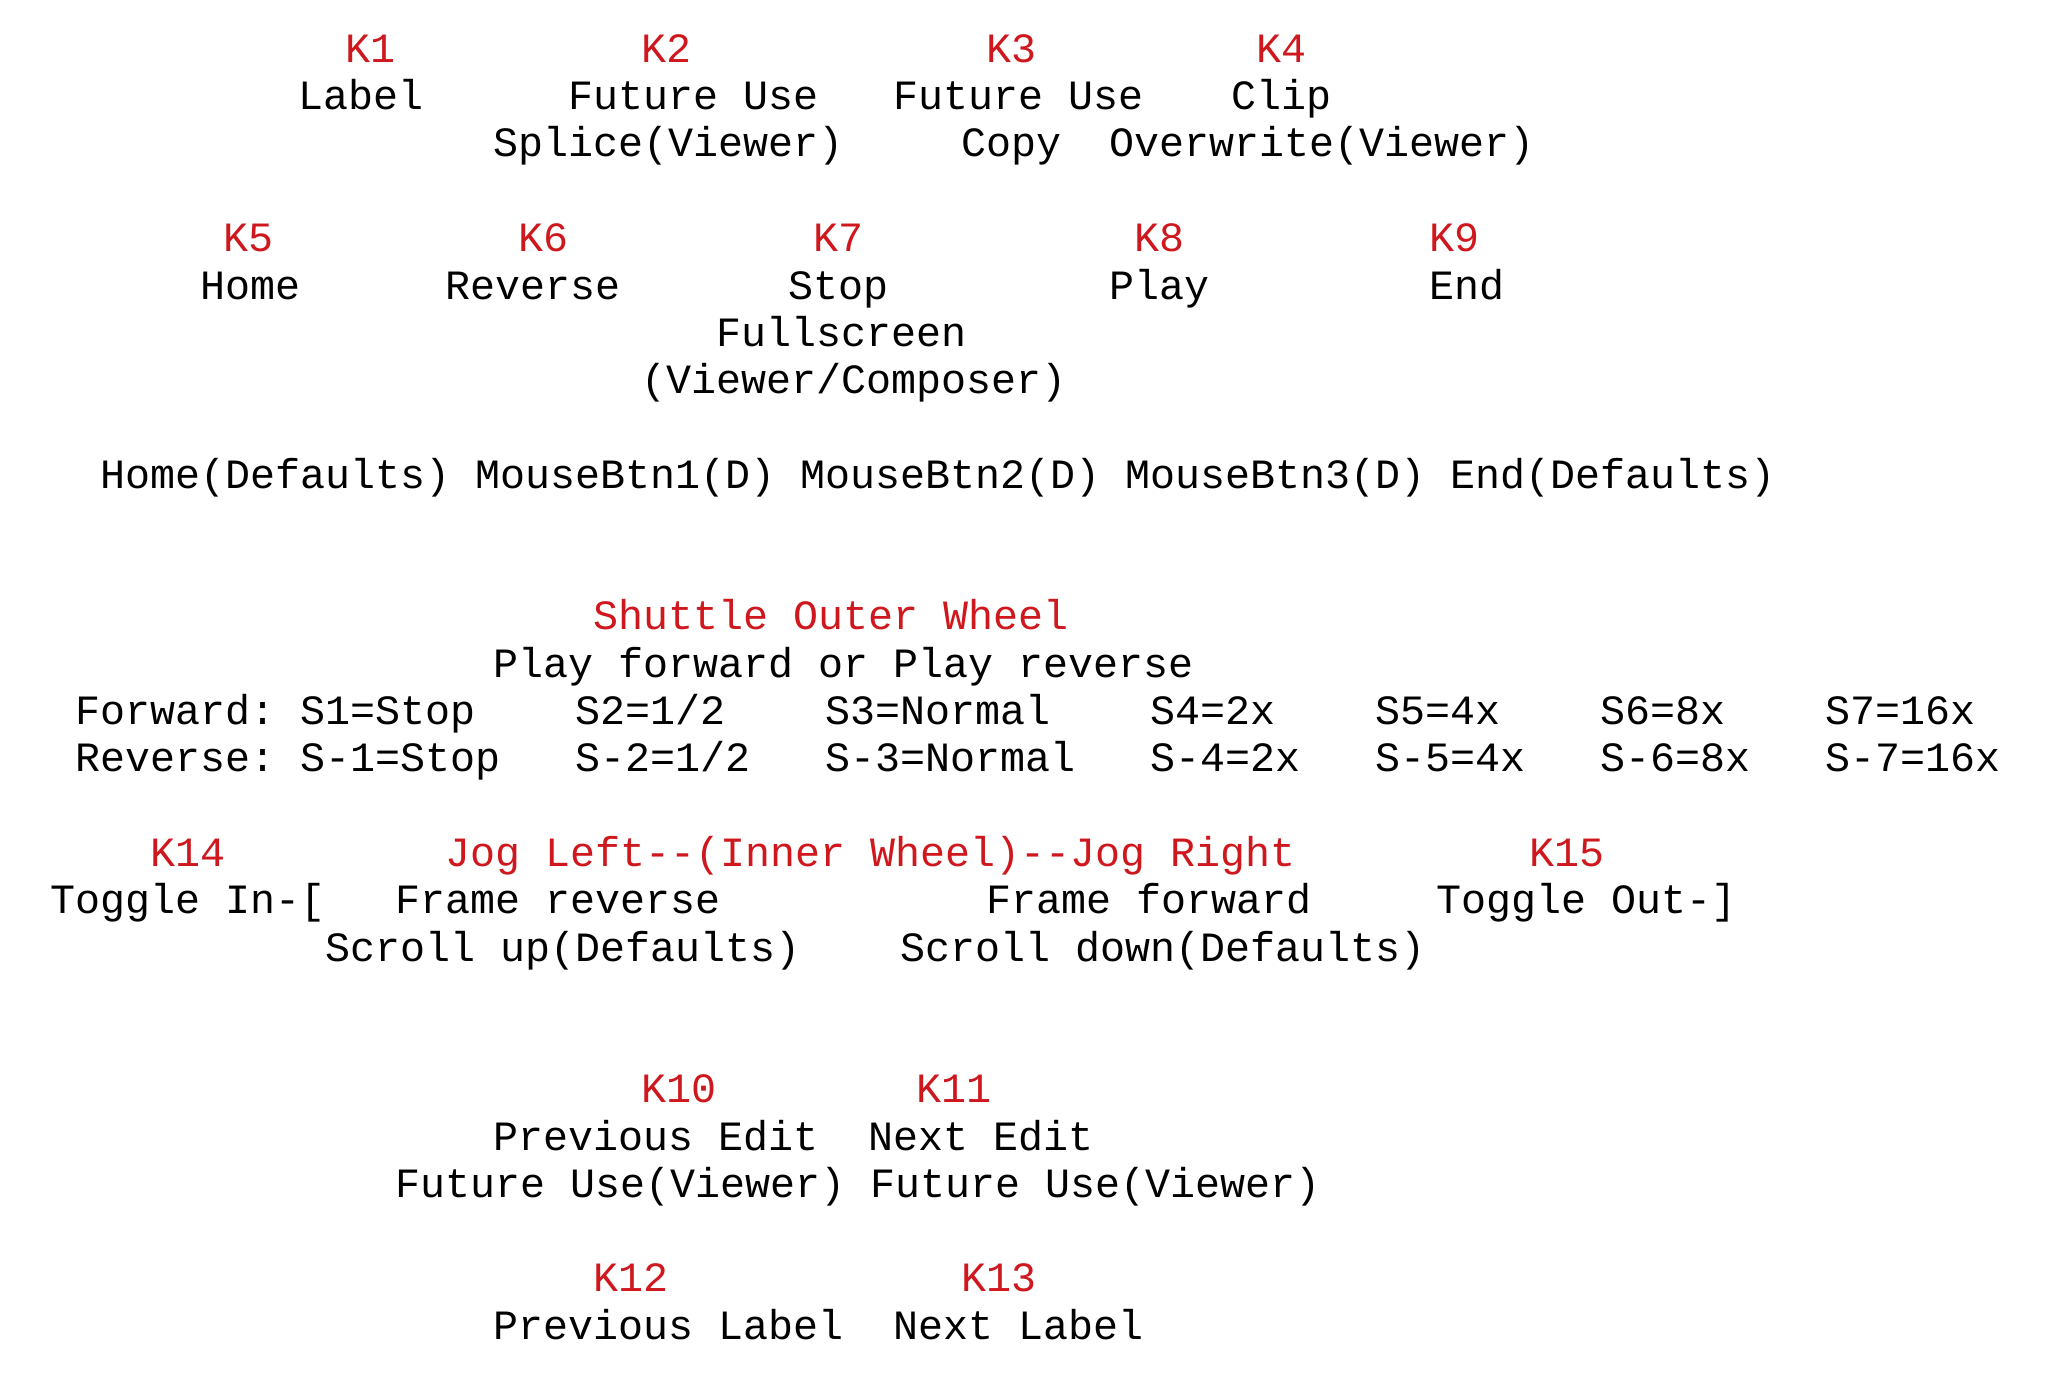 K1 K2 K3 K4
Label Future Use Future Use Clip
Splice(Viewer) Copy Overwrite(Viewer)
K5 K6 K7 K8 K9
Home Reverse Stop Play End
Fullscreen
(Viewer/Composer)
Home(Defaults) MouseBtn1(D) MouseBtn2(D) MouseBtn3(D) End(Defaults)
Shuttle Outer Wheel
Play forward or Play reverse
Forward: S1=Stop S2=1/2 S3=Normal S4=2x S5=4x S6=8x S7=16x
Reverse: S-1=Stop S-2=1/2 S-3=Normal S-4=2x S-5=4x S-6=8x S-7=16x
K14 Jog Left--(Inner Wheel)--Jog Right K15
Toggle In-[ Frame reverse Frame forward Toggle Out-]
Scroll up(Defaults) Scroll down(Defaults)
K10 K11
Previous Edit Next Edit
Future Use(Viewer) Future Use(Viewer)
K12 K13
Previous Label Next Label